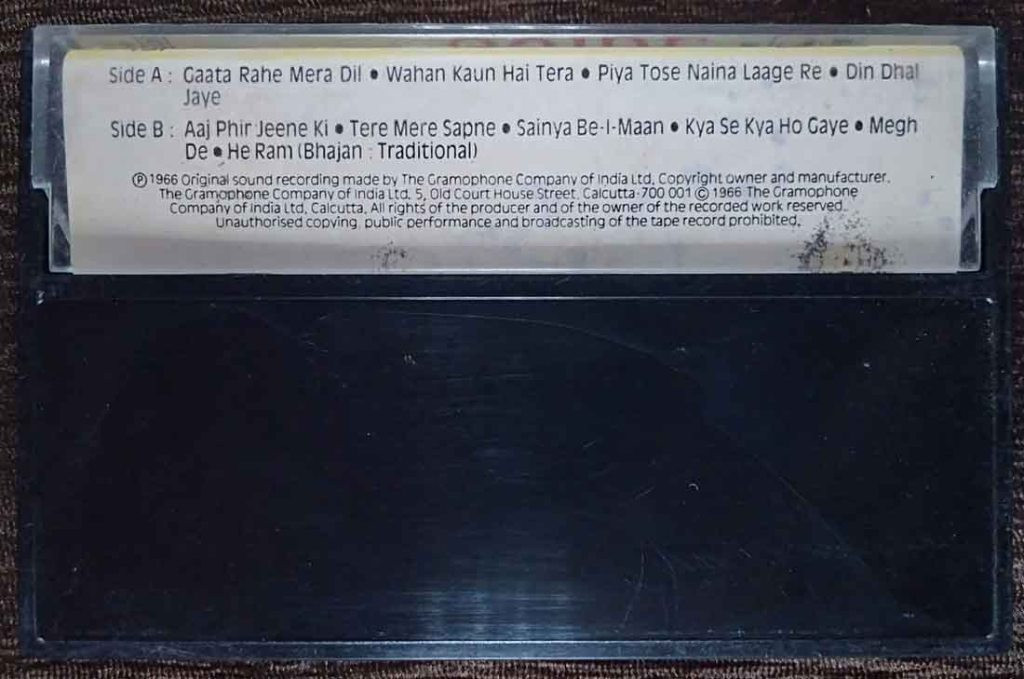 Side A : Gaata Rahe Mera Dil • Wahan Kaun Hai Tera • Piya Tose Naina Laage Re • Din Dhal
Jaye
Side B : Aaj Phir Jeene Ki • Tere Mere Sapne • Sainya Be-I-Maan • Kya Se Kya Ho Gaye • Megh
De • He Ram (Bhajan : Traditional)
Ⓟ 1966 Original sound recording made by The Gramophone Company of India Ltd, Copyright owner and manufacturer.
The Gramophone Company of India Ltd. 5, Old Court House Street, Calcutta-700 001 © 1966 The Gramophone
Company of India Ltd, Calcutta, All rights of the producer and of the owner of the recorded work reserved.
Unauthorised copying, public performance and broadcasting of the tape record prohibited.